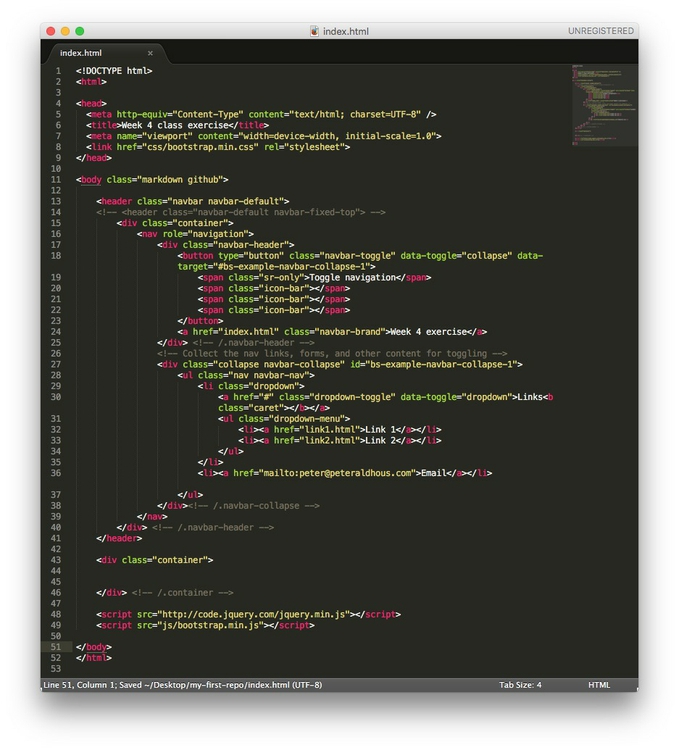 index.html
UNREGISTERED
index.html ×
1 <!DOCTYPE html>
2 <html>
3
4 <head>
5 <meta http-equiv="Content-Type" content="text/html; charset=UTF-8" />
6 <title>Week 4 class exercise</title>
7 <meta name="viewport" content="width=device-width, initial-scale=1.0">
8 <link href="css/bootstrap.min.css" rel="stylesheet">
9 </head>
10
11 <body class="markdown github">
12
13 <header class="navbar navbar-default">
14 <!-- <header class="navbar-default navbar-fixed-top"> -->
15 <div class="container">
16 <nav role="navigation">
17 <div class="navbar-header">
18 <button type="button" class="navbar-toggle" data-toggle="collapse" data-
target="#bs-example-navbar-collapse-1">
19 <span class="sr-only">Toggle navigation</span>
20 <span class="icon-bar"></span>
21 <span class="icon-bar"></span>
22 <span class="icon-bar"></span>
23 </button>
24 <a href="index.html" class="navbar-brand">Week 4 exercise</a>
25 </div> <!-- /.navbar-header -->
26 <!-- Collect the nav links, forms, and other content for toggling -->
27 <div class="collapse navbar-collapse" id="bs-example-navbar-collapse-1">
28 <ul class="nav navbar-nav">
29 <li class="dropdown">
30 <a href="#" class="dropdown-toggle" data-toggle="dropdown">Links<b
class="caret"></b></a>
31 <ul class="dropdown-menu">
32 <li><a href="link1.html">Link 1</a></li>
33 <li><a href="link2.html">Link 2</a></li>
34 </ul>
35 </li>
36 <li><a href="mailto:peter@peteraldhous.com">Email</a></li>
37 </ul>
38 </div><!-- /.navbar-collapse -->
39 </nav>
40 </div> <!-- /.navbar-header -->
41 </header>
42
43 <div class="container">
44
45
46 </div> <!-- /.container -->
47
48 <script src="http://code.jquery.com/jquery.min.js"></script>
49 <script src="js/bootstrap.min.js"></script>
50
51 </body>
52 </html>
53
Line 51, Column 1; Saved ~/Desktop/my-first-repo/index.html (UTF-8)
Tab Size: 4
HTML